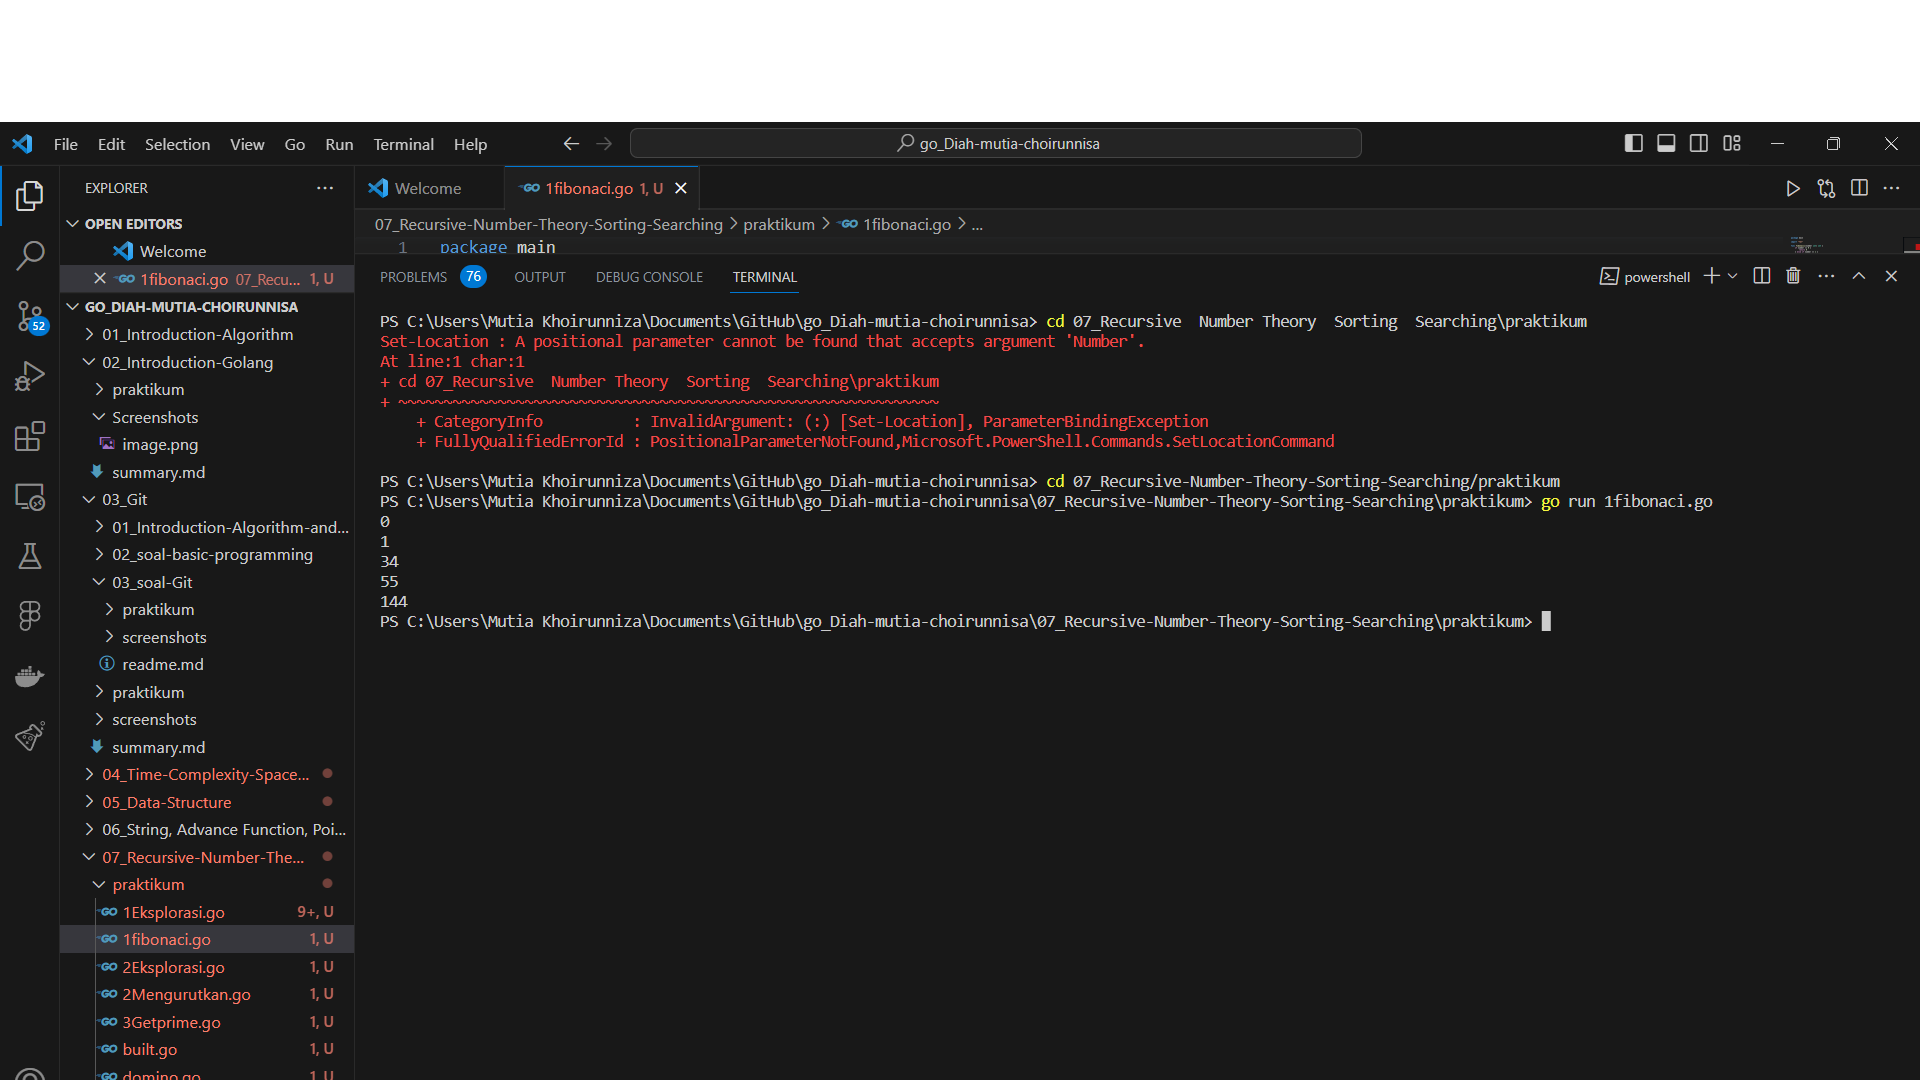 File Edit Selection View Go Run Terminal Help
go_Diah-mutia-choirunnisa
EXPLORER
OPEN EDITORS
Welcome
1fibonaci.go 07_Recu... 1, U
GO_DIAH-MUTIA-CHOIRUNNISA
01_Introduction-Algorithm
02_Introduction-Golang
praktikum
Screenshots
image.png
summary.md
03_Git
01_Introduction-Algorithm-and...
02_soal-basic-programming
03_soal-Git
praktikum
screenshots
readme.md
praktikum
screenshots
summary.md
04_Time-Complexity-Space...
05_Data-Structure
06_String, Advance Function, Poi...
07_Recursive-Number-The...
praktikum
1Eksplorasi.go 9+, U
1fibonaci.go 1, U
2Eksplorasi.go 1, U
2Mengurutkan.go 1, U
3Getprime.go 1, U
built.go 1, U
domino.go 1, U
52
Welcome
1fibonaci.go 1, U
07_Recursive-Number-Theory-Sorting-Searching > praktikum > 1fibonaci.go > ...
1 package main
PROBLEMS 76 OUTPUT DEBUG CONSOLE TERMINAL
powershell
PS C:\Users\Mutia Khoirunniza\Documents\GitHub\go_Diah-mutia-choirunnisa> cd 07_Recursive  Number Theory  Sorting  Searching\praktikum
Set-Location : A positional parameter cannot be found that accepts argument 'Number'.
At line:1 char:1
+ cd 07_Recursive  Number Theory  Sorting  Searching\praktikum
+ ~~~~~~~~~~~~~~~~~~~~~~~~~~~~~~~~~~~~~~~~~~~~~~~~~~~~~~~~~~~~
+ CategoryInfo          : InvalidArgument: (:) [Set-Location], ParameterBindingException
+ FullyQualifiedErrorId : PositionalParameterNotFound,Microsoft.PowerShell.Commands.SetLocationCommand
PS C:\Users\Mutia Khoirunniza\Documents\GitHub\go_Diah-mutia-choirunnisa> cd 07_Recursive-Number-Theory-Sorting-Searching/praktikum
PS C:\Users\Mutia Khoirunniza\Documents\GitHub\go_Diah-mutia-choirunnisa\07_Recursive-Number-Theory-Sorting-Searching\praktikum> go run 1fibonaci.go
0
1
34
55
144
PS C:\Users\Mutia Khoirunniza\Documents\GitHub\go_Diah-mutia-choirunnisa\07_Recursive-Number-Theory-Sorting-Searching\praktikum>